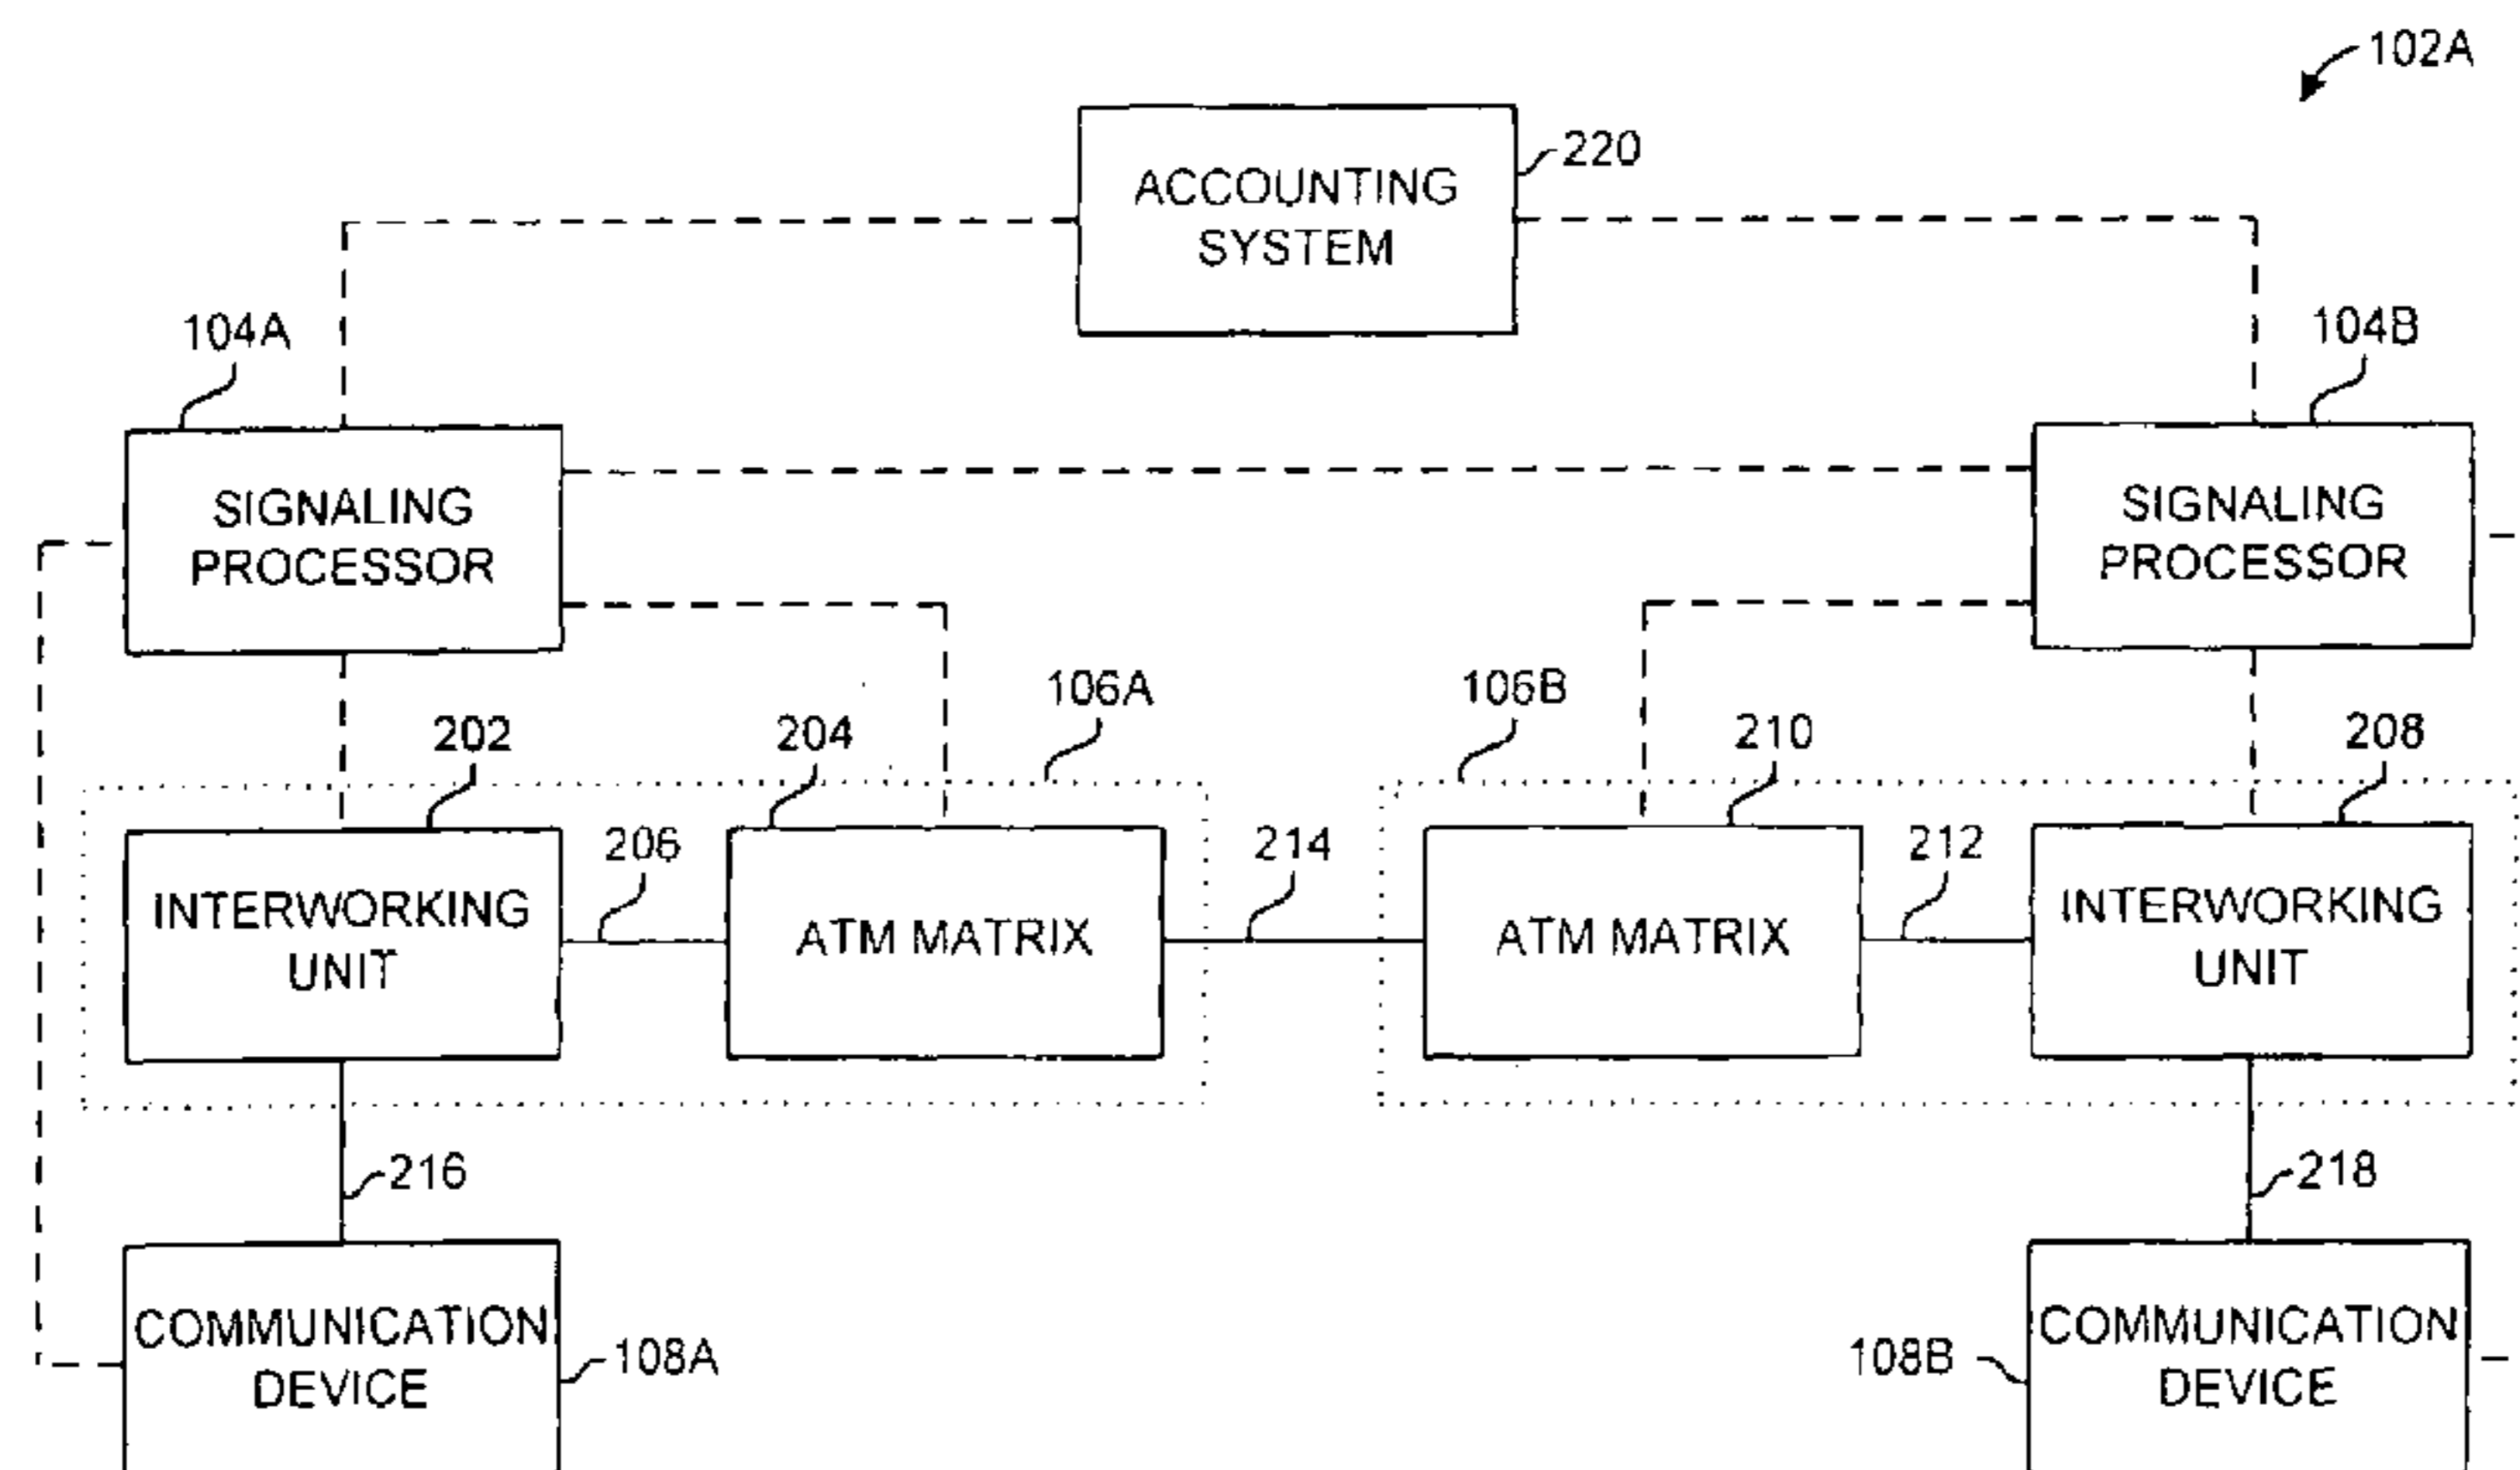 102A
220
ACCOUNTING
SYSTEM
104A
104B
SIGNALING
PROCESSOR
SIGNALING
PROCESSOR
106A
106B
202
204
210
208
206
214
212
INTERWORKING
UNIT
ATM MATRIX
ATM MATRIX
INTERWORKING
UNIT
216
218
COMMUNICATION
DEVICE
108A
108B
COMMUNICATION
DEVICE